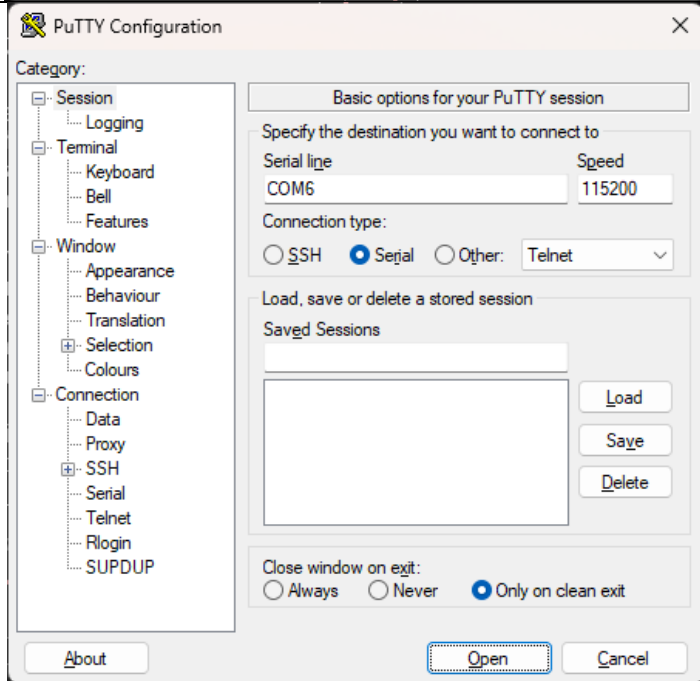 PuTTY Configuration
Category:
Session
Logging
Terminal
Keyboard
Bell
Features
Window
Appearance
Behaviour
Translation
Selection
Colours
Connection
Data
Proxy
SSH
Serial
Telnet
Rlogin
SUPDUP
Basic options for your PuTTY session
Specify the destination you want to connect to
Serial line Speed
COM6 115200
Connection type:
SSH Serial Other: Telnet
Load, save or delete a stored session
Saved Sessions
Load
Save
Delete
Close window on exit:
Always Never Only on clean exit
About Open Cancel